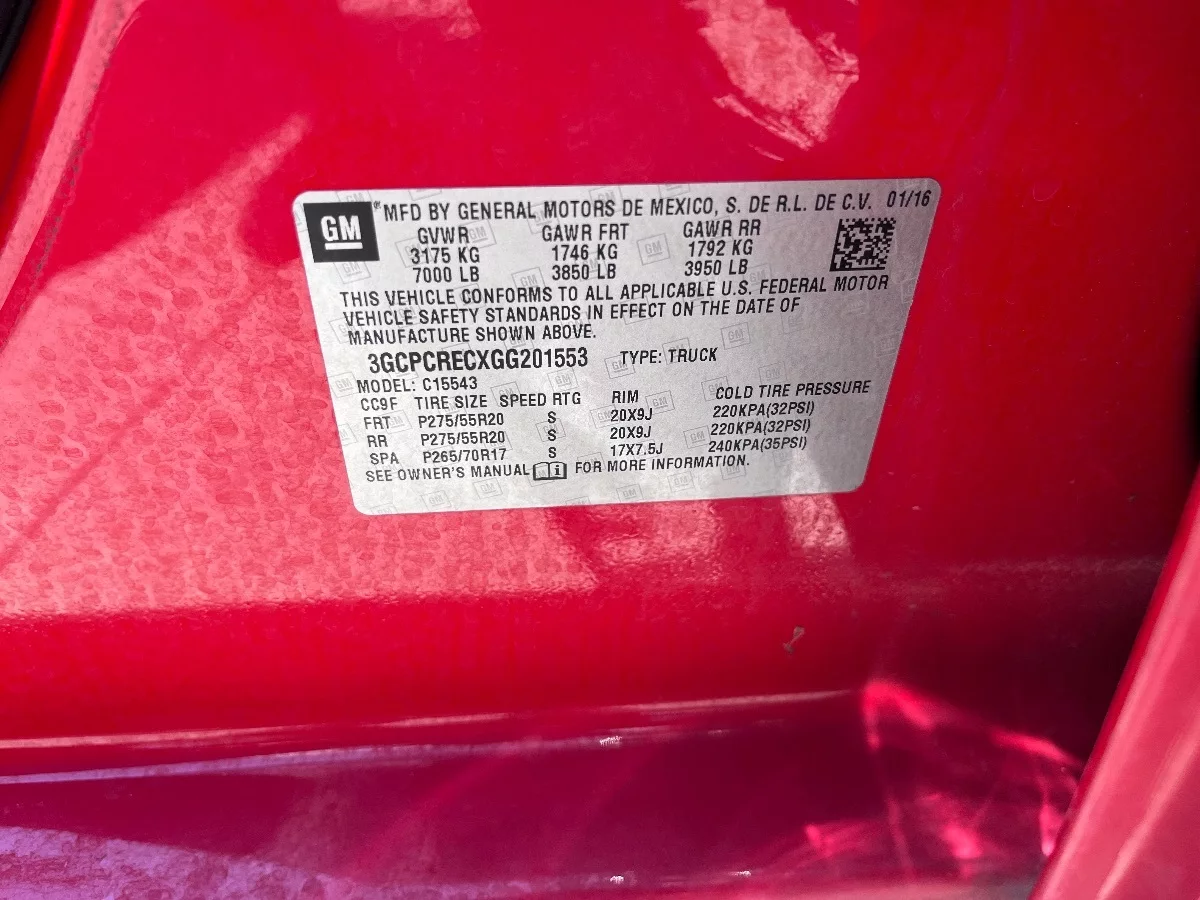 GM ® MFD BY GENERAL MOTORS DE MEXICO, S. DE R.L. DE C.V. 01/16
GVWR GAWR FRT GAWR RR
3175 KG 1746 KG 1792 KG
7000 LB 3850 LB 3950 LB
THIS VEHICLE CONFORMS TO ALL APPLICABLE U.S. FEDERAL MOTOR
VEHICLE SAFETY STANDARDS IN EFFECT ON THE DATE OF
MANUFACTURE SHOWN ABOVE.
3GCPCRECXGG201553 TYPE: TRUCK
MODEL: C15543
CC9F TIRE SIZE SPEED RTG RIM COLD TIRE PRESSURE
FRT P275/55R20 S 20X9J 220KPA(32PSI)
RR P275/55R20 S 20X9J 220KPA(32PSI)
SPA P265/70R17 S 17X7.5J 240KPA(35PSI)
SEE OWNER'S MANUAL i FOR MORE INFORMATION.